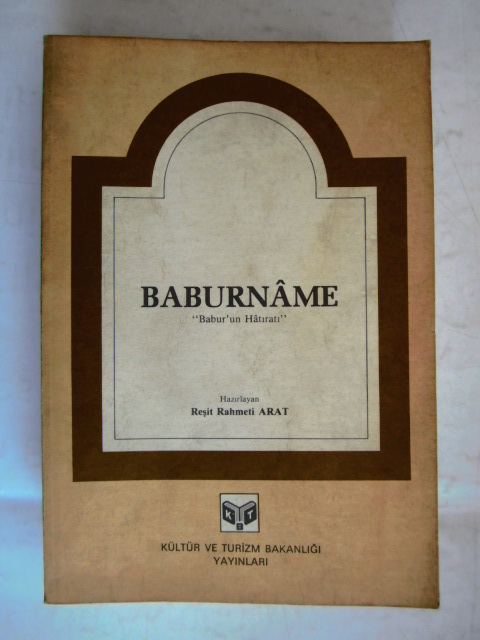 BABURNÂME
"Babur'un Hâtıratı"
Hazırlayan
Reşit Rahmeti ARAT
K T
B
KÜLTÜR VE TURİZM BAKANLIĞI
YAYINLARI